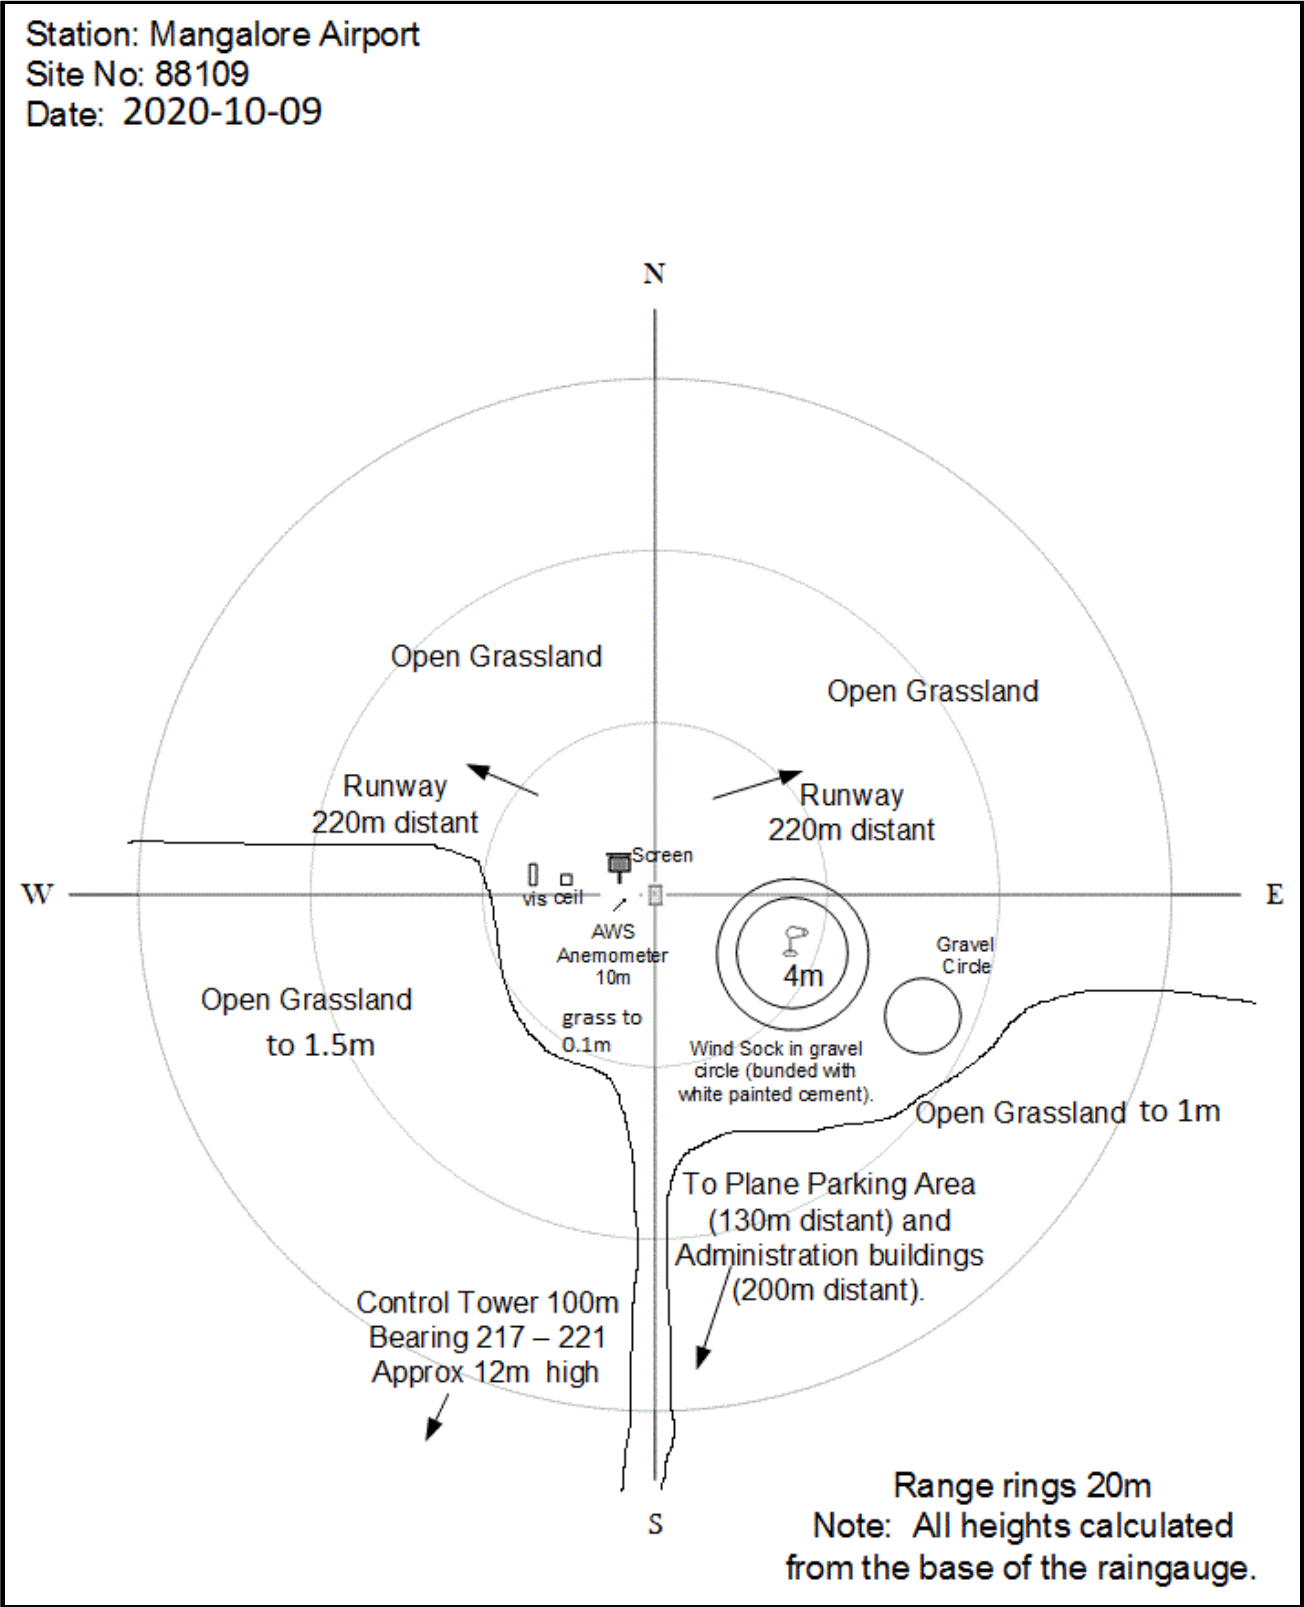 Station: Mangalore Airport
Site No: 88109
Date: 2020-10-09
N
Open Grassland
Open Grassland
Runway
220m distant
Runway
220m distant
Screen
W
E
vis ceil
AWS
Anemometer
10m
4m
Gravel
Circle
Open Grassland
to 1.5m
grass to
0.1m
Wind Sock in gravel
circle (bunded with
white painted cement).
Open Grassland to 1m
To Plane Parking Area
(130m distant) and
Administration buildings
(200m distant).
Control Tower 100m
Bearing 217 – 221
Approx 12m high
Range rings 20m
Note: All heights calculated
from the base of the raingauge.
S